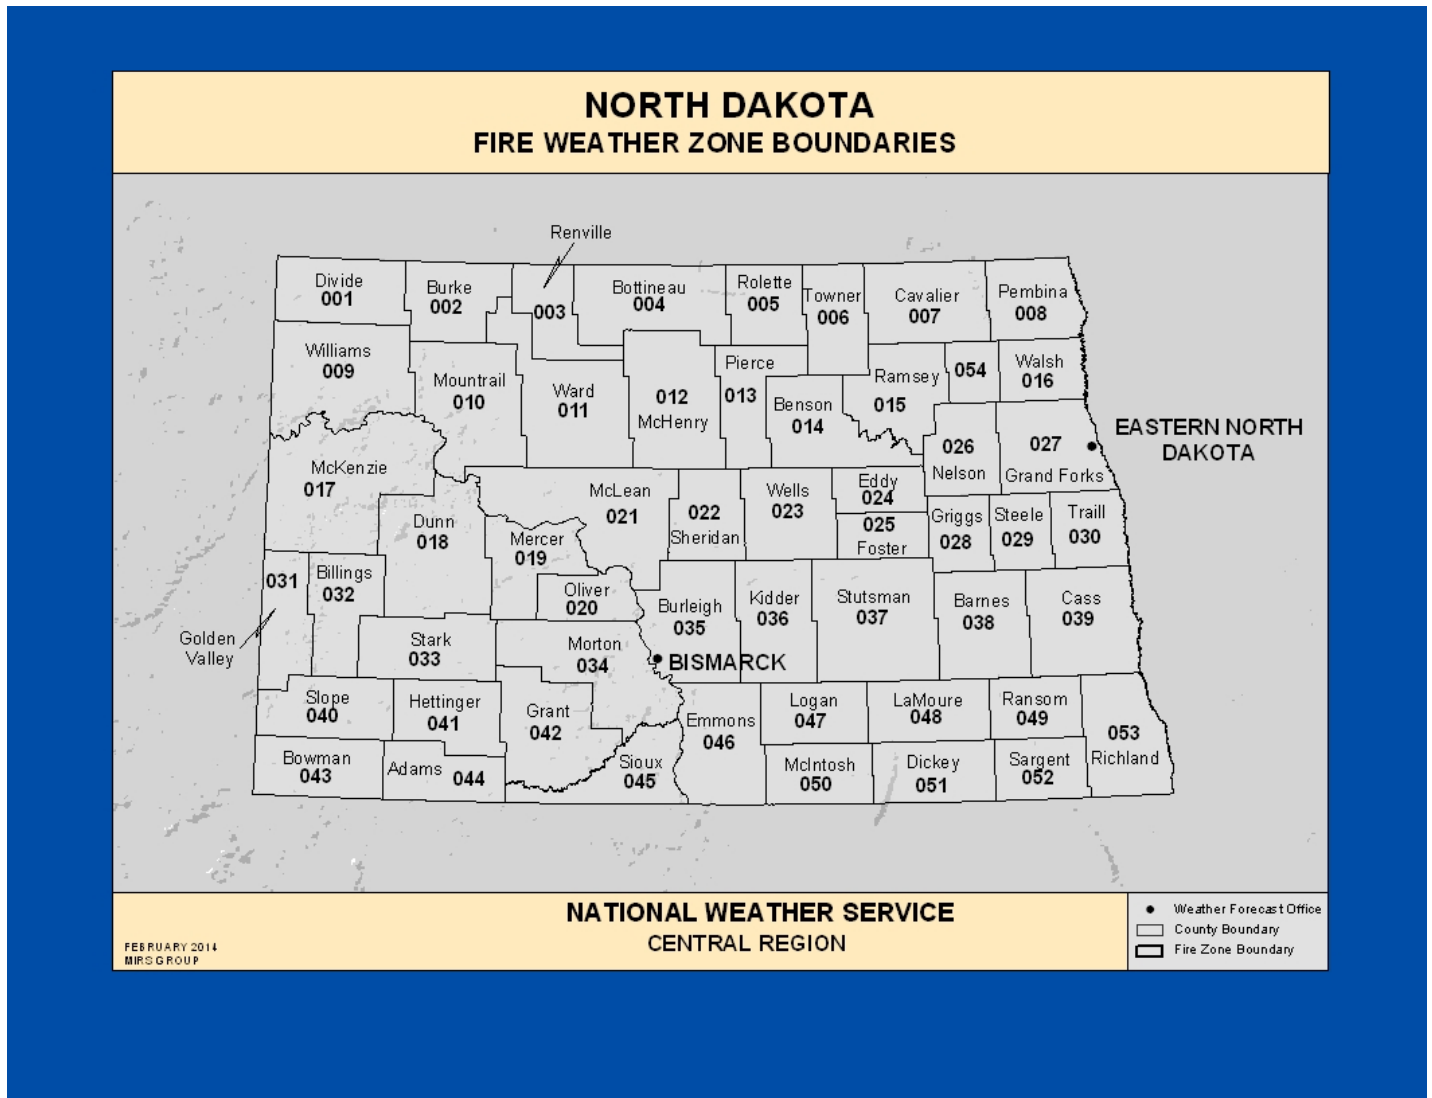 NORTH DAKOTA
FIRE WEATHER ZONE BOUNDARIES
Renville
Divide
001
Burke
002
003
Bottineau
004
Rolette
005
Towner
006
Cavalier
007
Pembina
008
Williams
009
Mountrail
010
Ward
011
012
McHenry
Pierce
013
Benson
014
Ramsey
015
054
Walsh
016
EASTERN NORTH
DAKOTA
McKenzie
017
Dunn
018
Mercer
019
Oliver
020
McLean
021
022
Sheridan
Wells
023
Eddy
024
025
Foster
026
Nelson
027
Grand Forks
Griggs
028
Steele
029
Traill
030
031
Golden
Valley
Billings
032
Stark
033
Morton
034
Burleigh
035
BISMARCK
Kidder
036
Stutsman
037
Barnes
038
Cass
039
Slope
040
Hettinger
041
Grant
042
Bowman
043
Adams 044
Sioux
045
Emmons
046
Logan
047
LaMoure
048
Ransom
049
McIntosh
050
Dickey
051
Sargent
052
053
Richland
NATIONAL WEATHER SERVICE
CENTRAL REGION
FEBRUARY 2014
MIRS GROUP
Weather Forecast Office
County Boundary
Fire Zone Boundary